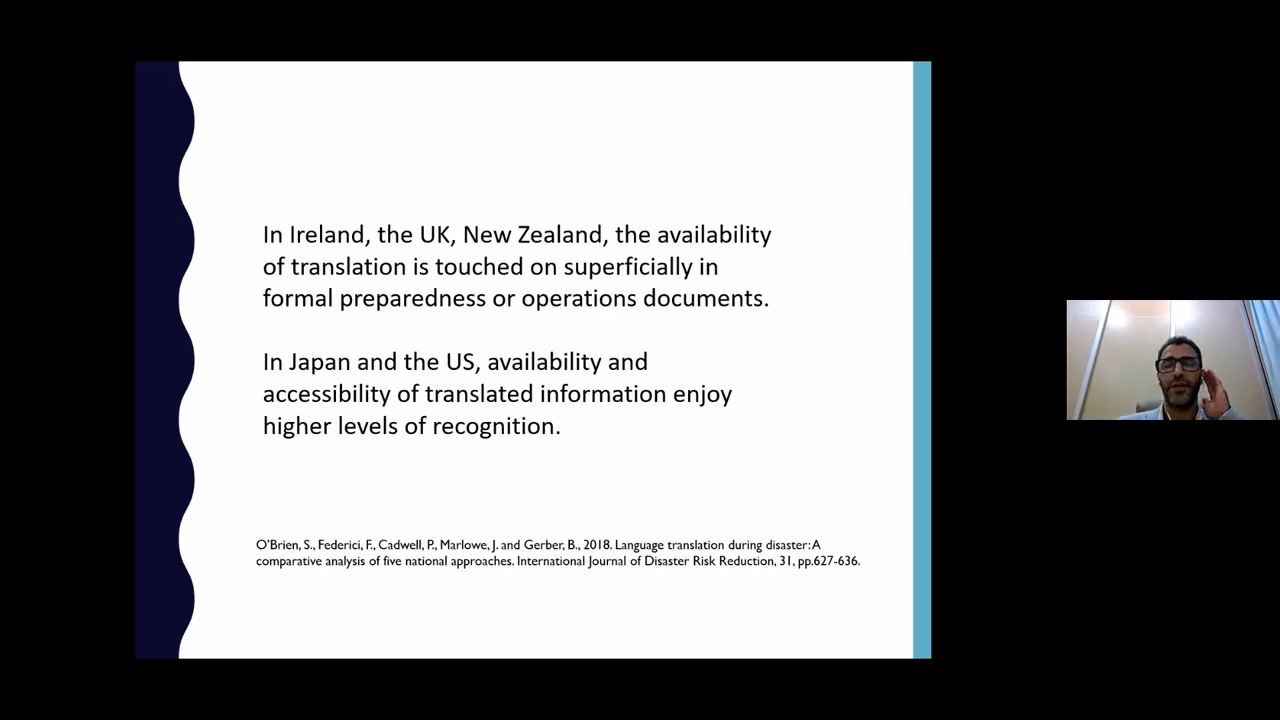 In Ireland, the UK, New Zealand, the availability
of translation is touched on superficially in
formal preparedness or operations documents.
In Japan and the US, availability and
accessibility of translated information enjoy
higher levels of recognition.
O'Brien, S., Federici, F., Cadwell, P., Marlowe, J. and Gerber, B., 2018. Language translation during disaster: A
comparative analysis of five national approaches. International Journal of Disaster Risk Reduction, 31, pp.627-636.